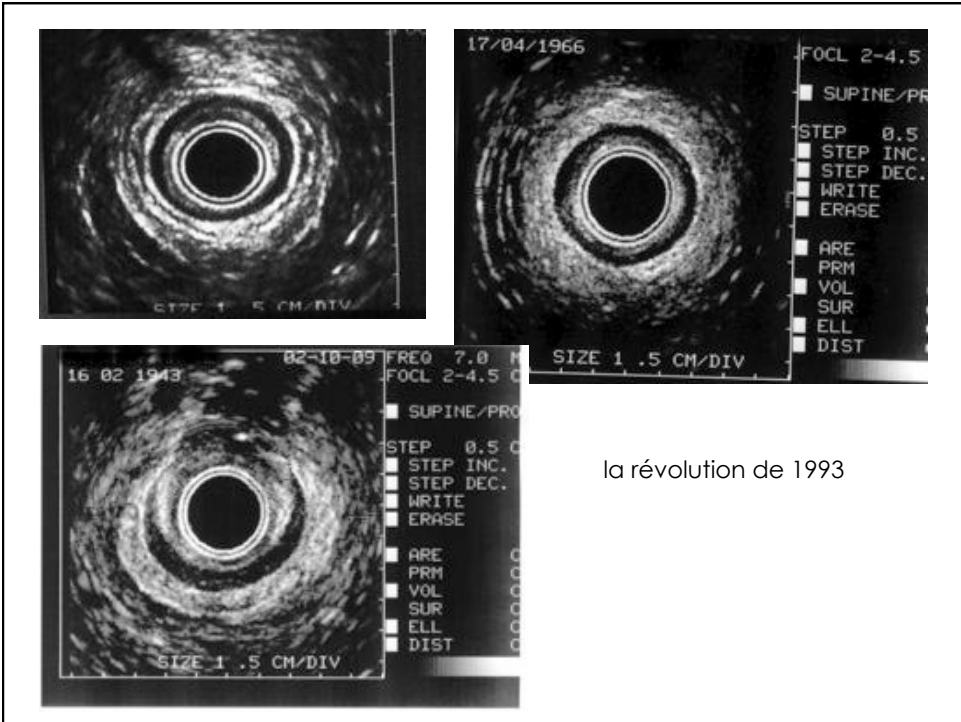 SIZE 1 .5 CM/DIV
17/04/1966
FOCL 2-4.5
SUPINE/PR
STEP 0.5
STEP INC.
STEP DEC.
WRITE
ERASE
ARE
PRM
VOL
SUR
ELL
DIST
SIZE 1 .5 CM/DIV
02-10-09
16 02 1943
FREQ 7.0 M
FOCL 2-4.5 C
SUPINE/PRO
STEP 0.5 C
STEP INC.
STEP DEC.
WRITE
ERASE
ARE C
PRM C
VOL C
SUR C
ELL C
DIST C
SIZE 1 .5 CM/DIV
la révolution de 1993